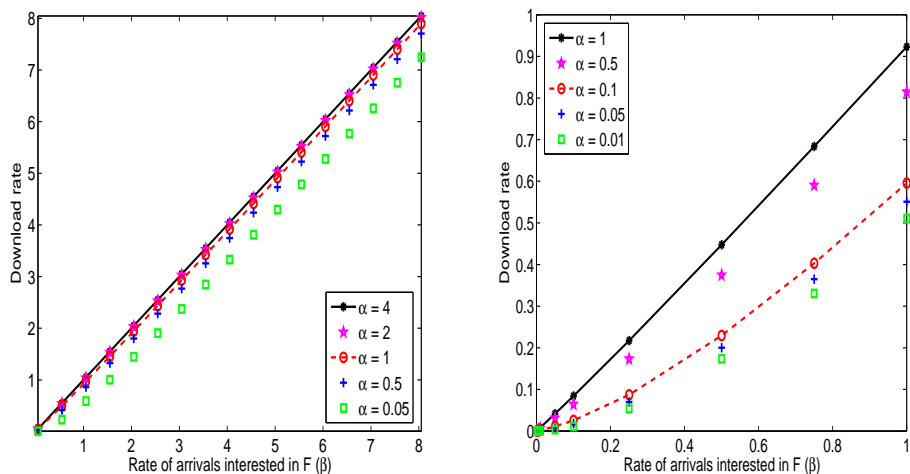 8
7
6
5
4
3
2
1
1
2
3
4
5
6
7
8
Download rate
Rate of arrivals interested in F (β)
α = 4
α = 2
α = 1
α = 0.5
α = 0.05
1
0.9
0.8
0.7
0.6
0.5
0.4
0.3
0.2
0.1
0
0
0.2
0.4
0.6
0.8
1
Download rate
Rate of arrivals interested in F (β)
α = 1
α = 0.5
α = 0.1
α = 0.05
α = 0.01